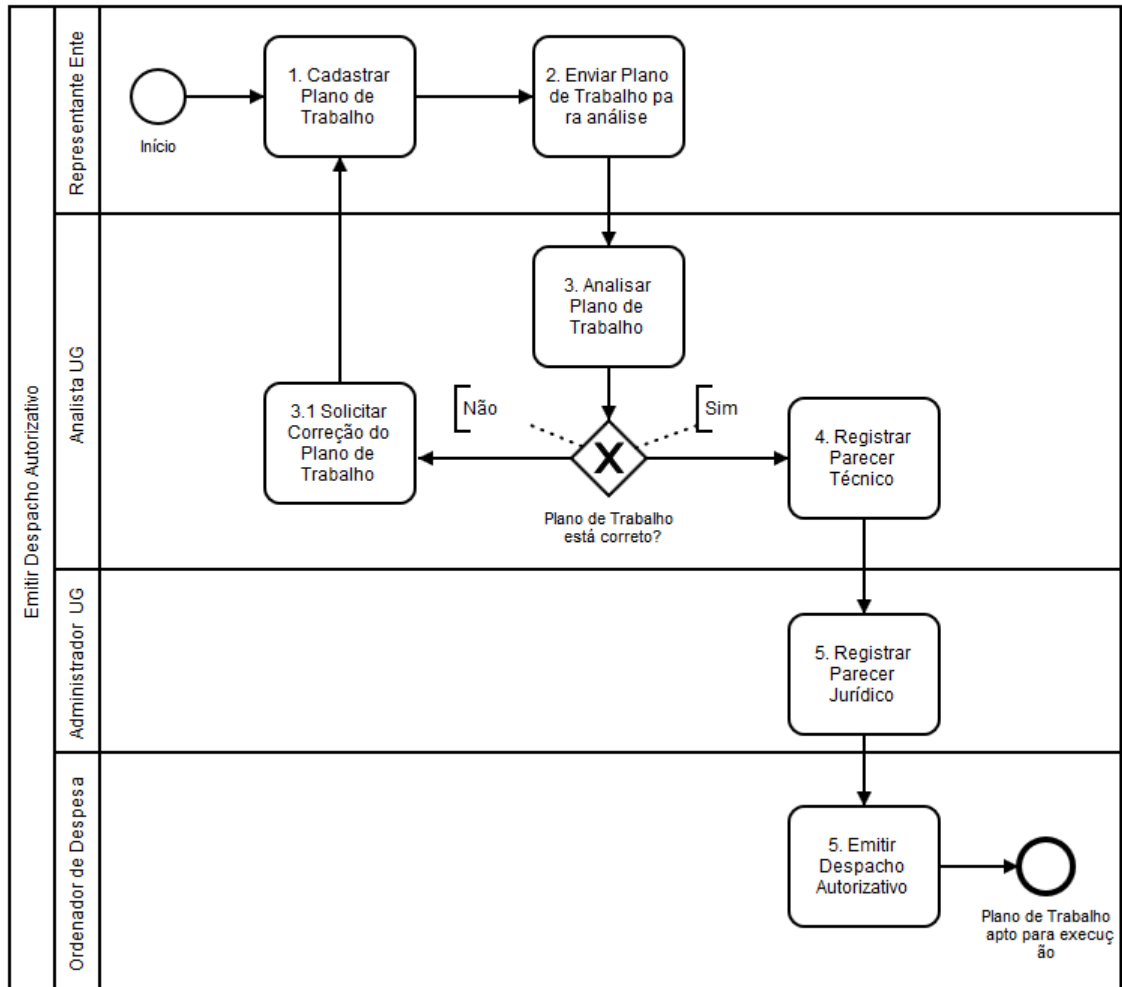 Emitir Despacho Autorizativo
Representante Ente
Início
1. Cadastrar
Plano de
Trabalho
2. Enviar Plano
de Trabalho pa
ra análise
Analista UG
3. Analisar
Plano de
Trabalho
Não
Sim
3.1 Solicitar
Correção do
Plano de
Trabalho
X
Plano de Trabalho
está correto?
4. Registrar
Parecer
Técnico
Administrador UG
5. Registrar
Parecer
Jurídico
Ordenador de Despesa
5. Emitir
Despacho
Autorizativo
Plano de Trabalho
apto para execuç
ão